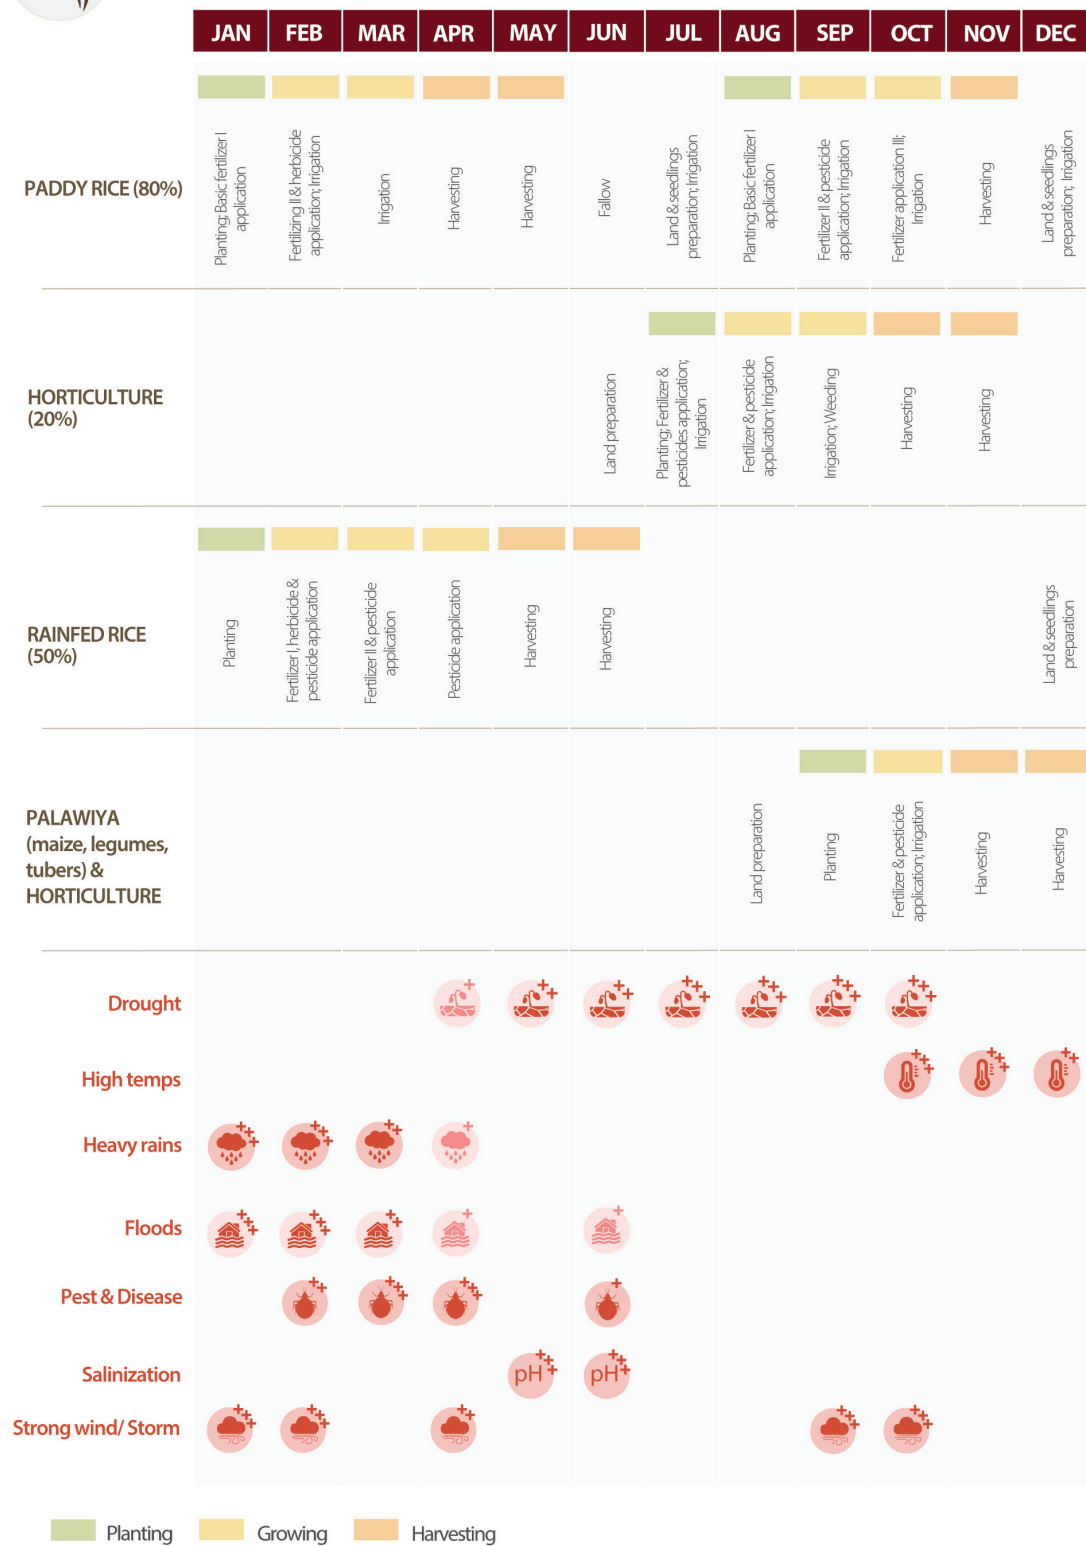 JAN FEB MAR APR MAY JUN JUL AUG SEP OCT NOV DEC
PADDY RICE (80%)
Planting; Basic fertilizer I
application
Fertilizing II & herbicide
application; Irrigation
Irrigation
Harvesting
Harvesting
Fallow
Land & seedlings
preparation; Irrigation
Planting; Basic fertilizer I
application
Fertilizer II & pesticide
application; Irrigation
Fertilizer application III;
Irrigation
Harvesting
Land & seedlings
preparation; Irrigation
HORTICULTURE
(20%)
Land preparation
Planting; Fertilizer &
pesticides application;
Irrigation
Fertilizer & pesticide
application; Irrigation
Irrigation; Weeding
Harvesting
Harvesting
RAINFED RICE
(50%)
Planting
Fertilizer I, herbicide &
pesticide application
Fertilizer II & pesticide
application
Pesticide application
Harvesting
Harvesting
Land & seedlings
preparation
PALAWIYA
(maize, legumes,
tubers) &
HORTICULTURE
Land preparation
Planting
Fertilizer & pesticide
application; Irrigation
Harvesting
Harvesting
Drought
+ ++ ++ +++ +++ +++ +++
High temps
+++ +++ ++
Heavy rains
+++ +++ ++ +
Floods
+++ +++ ++ + +
Pest & Disease
++ +++ +++ +
Salinization
pH +++ pH +++
Strong wind/ Storm
+++ +++ ++ +++ +++
Planting Growing Harvesting